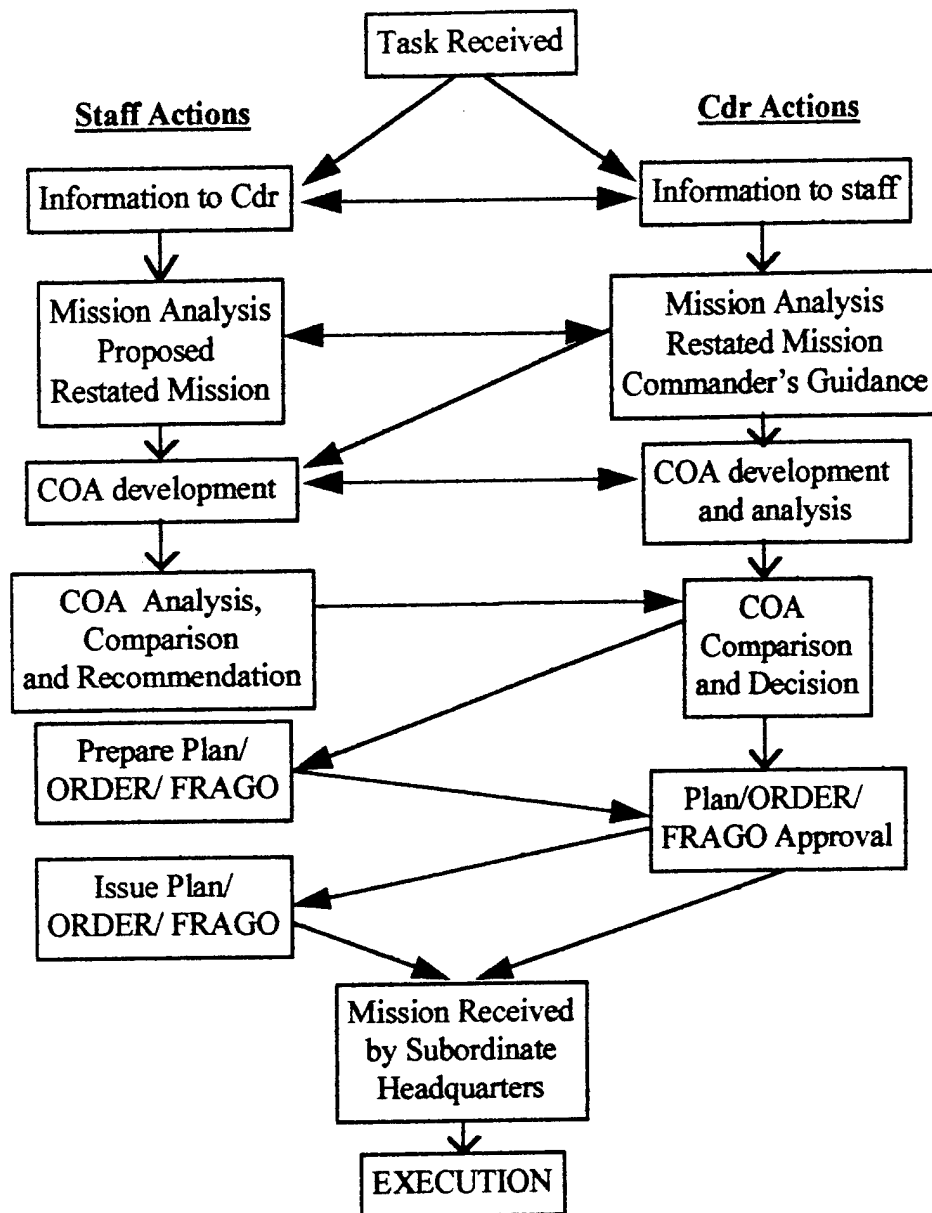 Task Received
Staff Actions
Cdr Actions
Information to Cdr
Information to staff
Mission Analysis
Proposed
Restated Mission
Mission Analysis
Restated Mission
Commander's Guidance
COA development
COA development
and analysis
COA Analysis,
Comparison
and Recommendation
COA
Comparison
and Decision
Prepare Plan/
ORDER/ FRAGO
Plan/ORDER/
FRAGO Approval
Issue Plan/
ORDER/ FRAGO
Mission Received
by Subordinate
Headquarters
EXECUTION